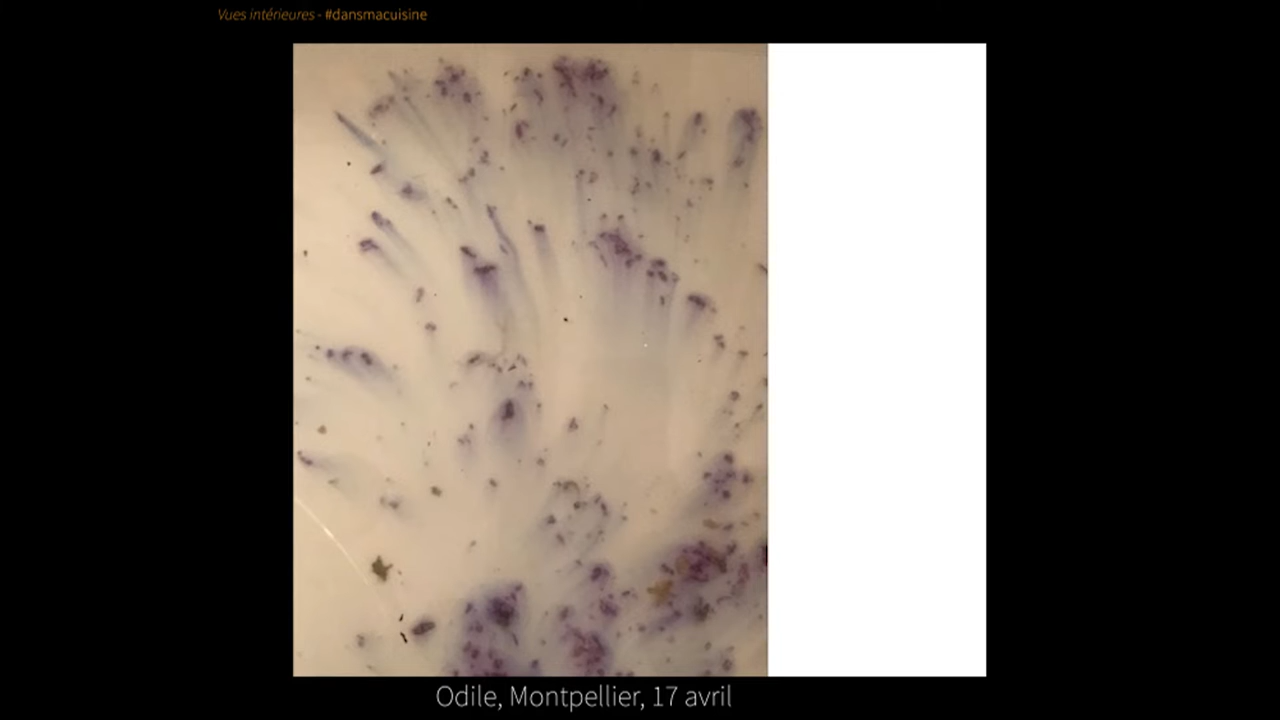 Vues intérieures - #dansmacuisine
Odile, Montpellier, 17 avril